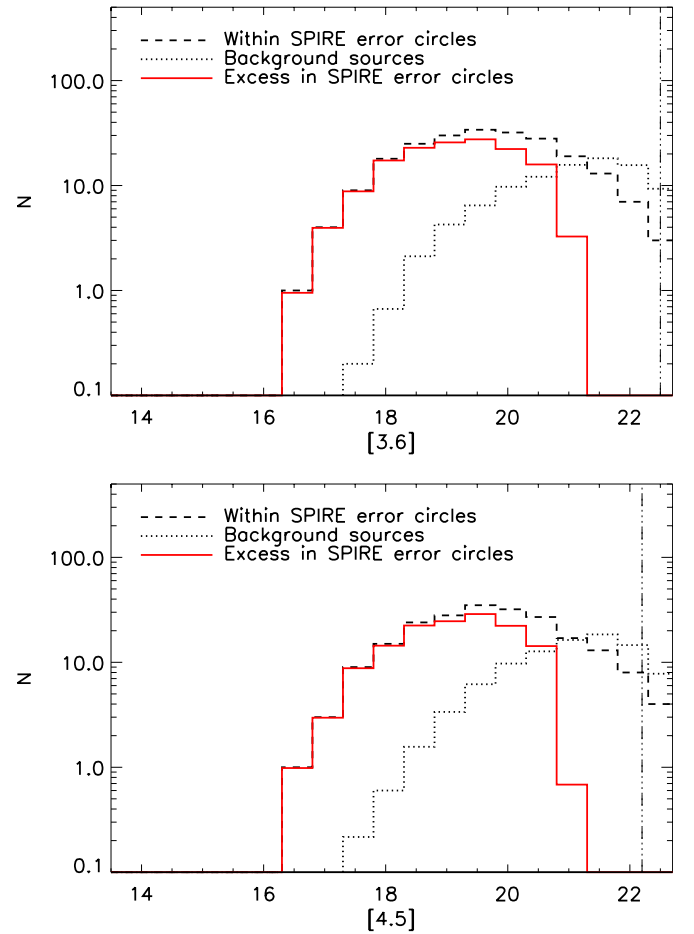 Within SPIRE error circles
Background sources
Excess in SPIRE error circles
100.0
10.0
1.0
0.1
N
14 16 18 20 22
[3.6]
Within SPIRE error circles
Background sources
Excess in SPIRE error circles
100.0
10.0
1.0
0.1
N
14 16 18 20 22
[4.5]